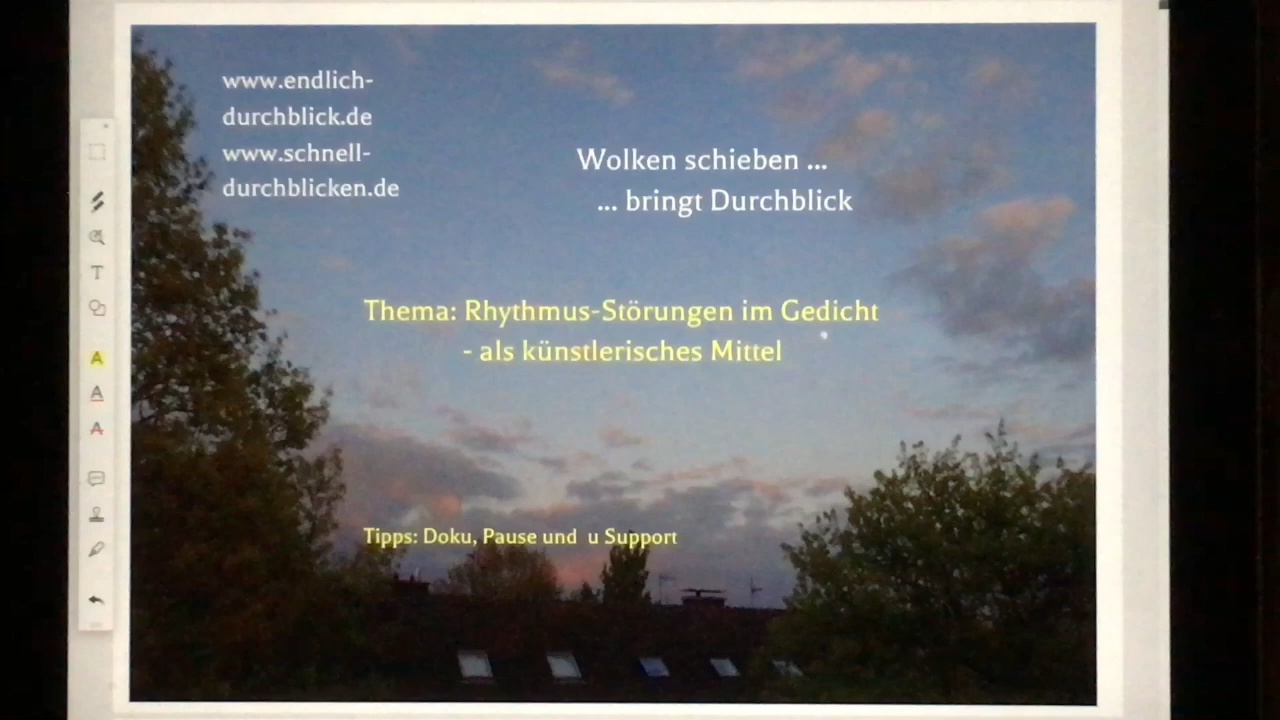 www.endlich-
durchblick.de
www.schnell-
durchblicken.de
Wolken schieben ...
... bringt Durchblick
Thema: Rhythmus-Störungen im Gedicht
- als künstlerisches Mittel
Tipps: Doku, Pause und  u Support
T
A
A
A